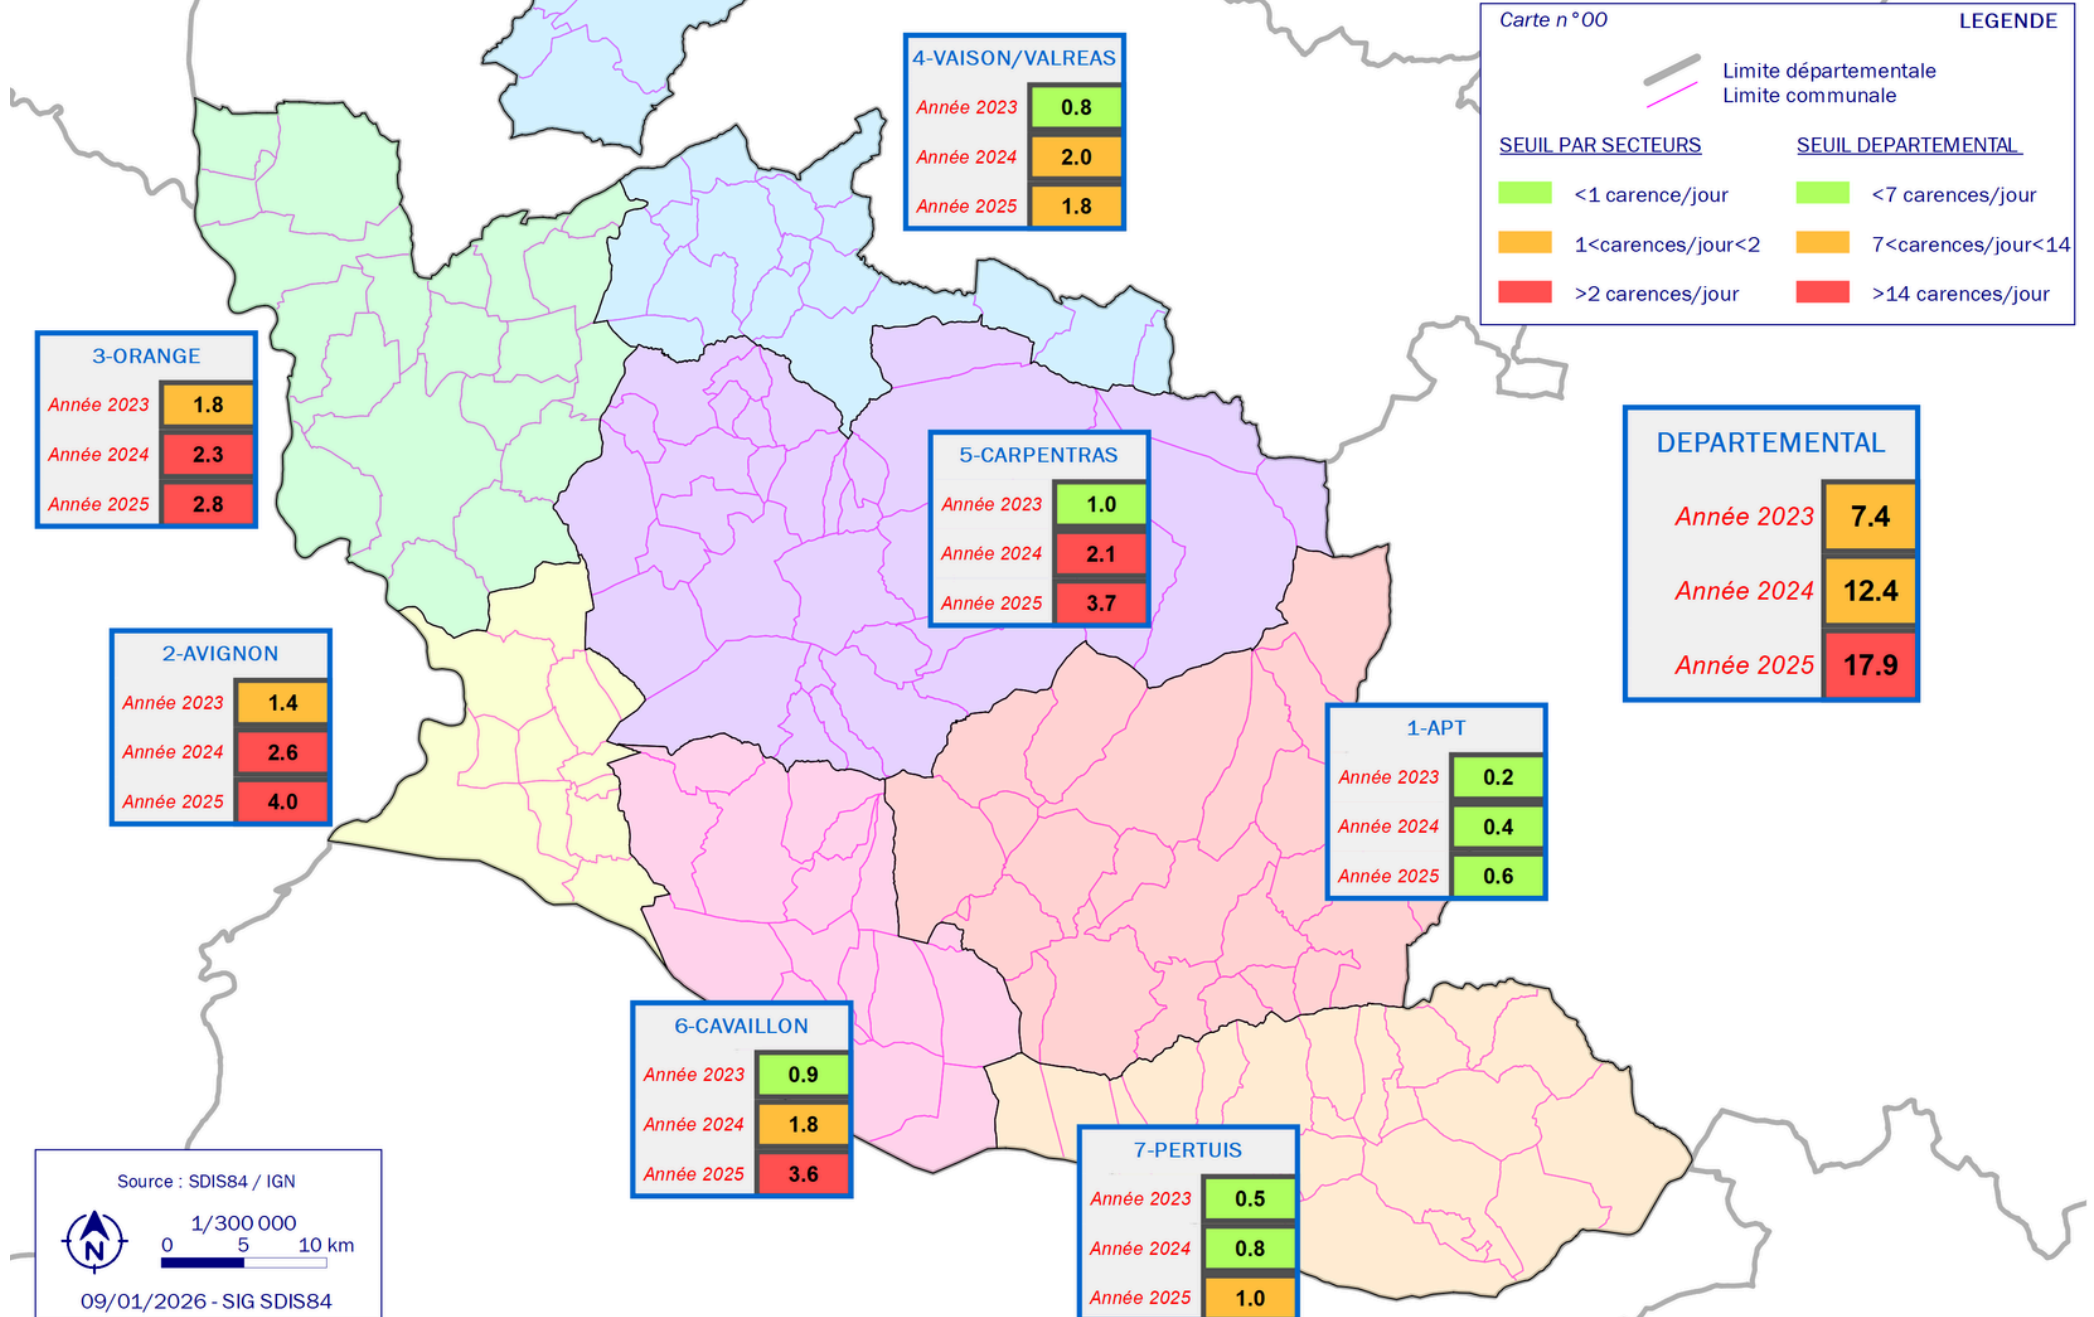 Carte n°00
LEGENDE
Limite départementale
Limite communale
SEUIL PAR SECTEURS
SEUIL DEPARTEMENTAL
<1 carence/jour
<7 carences/jour
1<carences/jour<2
7<carences/jour<14
>2 carences/jour
>14 carences/jour
4-VAISON/VALREAS
Année 2023 0.8
Année 2024 2.0
Année 2025 1.8
3-ORANGE
Année 2023 1.8
Année 2024 2.3
Année 2025 2.8
5-CARPENTRAS
Année 2023 1.0
Année 2024 2.1
Année 2025 3.7
DEPARTEMENTAL
Année 2023 7.4
Année 2024 12.4
Année 2025 17.9
2-AVIGNON
Année 2023 1.4
Année 2024 2.6
Année 2025 4.0
1-APT
Année 2023 0.2
Année 2024 0.4
Année 2025 0.6
6-CAVAILLON
Année 2023 0.9
Année 2024 1.8
Année 2025 3.6
7-PERTUIS
Année 2023 0.5
Année 2024 0.8
Année 2025 1.0
Source : SDIS84 / IGN
N
1/300 000
0 5 10 km
09/01/2026 - SIG SDIS84